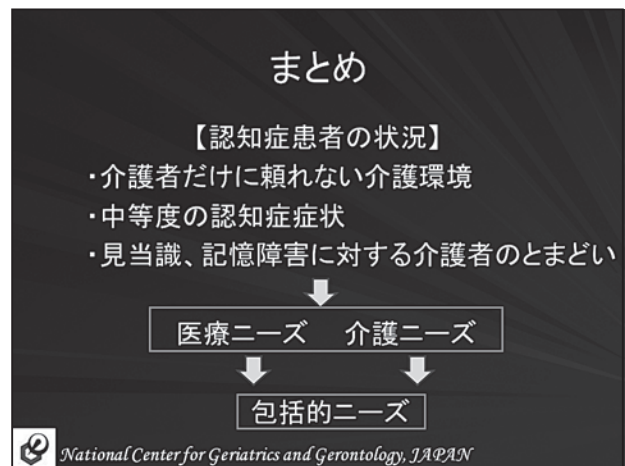 まとめ
【認知症患者の状況】
・介護者だけに頼れない介護環境
・中等度の認知症症状
・見当識、記憶障害に対する介護者のとまどい
医療ニーズ　介護ニーズ
包括的ニーズ
National Center for Geriatrics and Gerontology, JAPAN